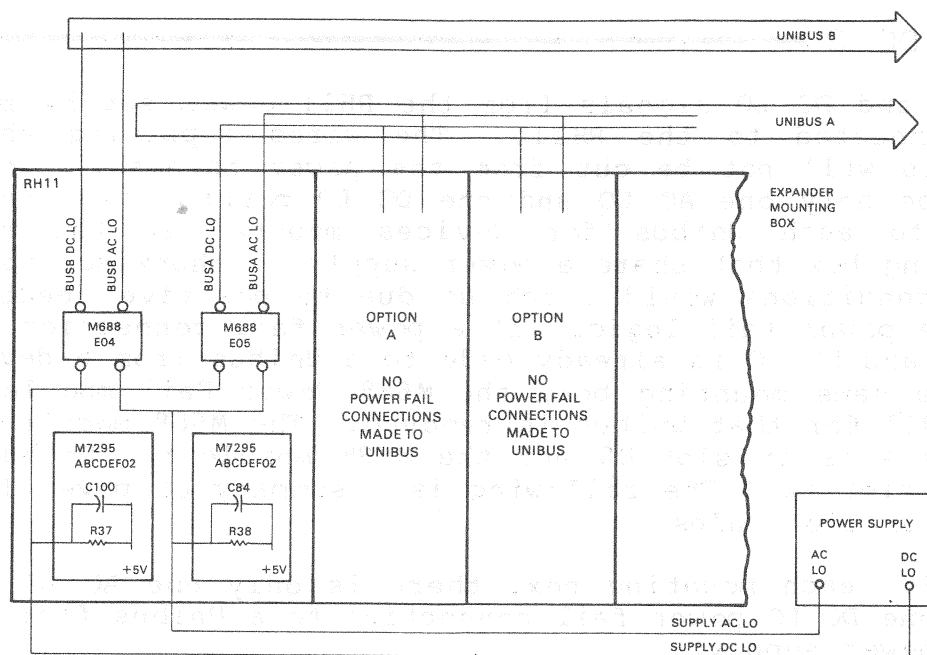 UNIBUS B
UNIBUS A
RH11
EXPANDER
MOUNTING
BOX
BUSB DC LO
BUSB AC LO
BUSA DC LO
BUSA AC LO
M688
E04
M688
E05
OPTION
A
NO
POWER FAIL
CONNECTIONS
MADE TO
UNIBUS
OPTION
B
NO
POWER FAIL
CONNECTIONS
MADE TO
UNIBUS
M7295
ABCDEF02
C100
R37
+5V
M7295
ABCDEF02
C84
R38
+5V
POWER SUPPLY
AC
LO
DC
LO
SUPPLY AC LO
SUPPLY DC LO